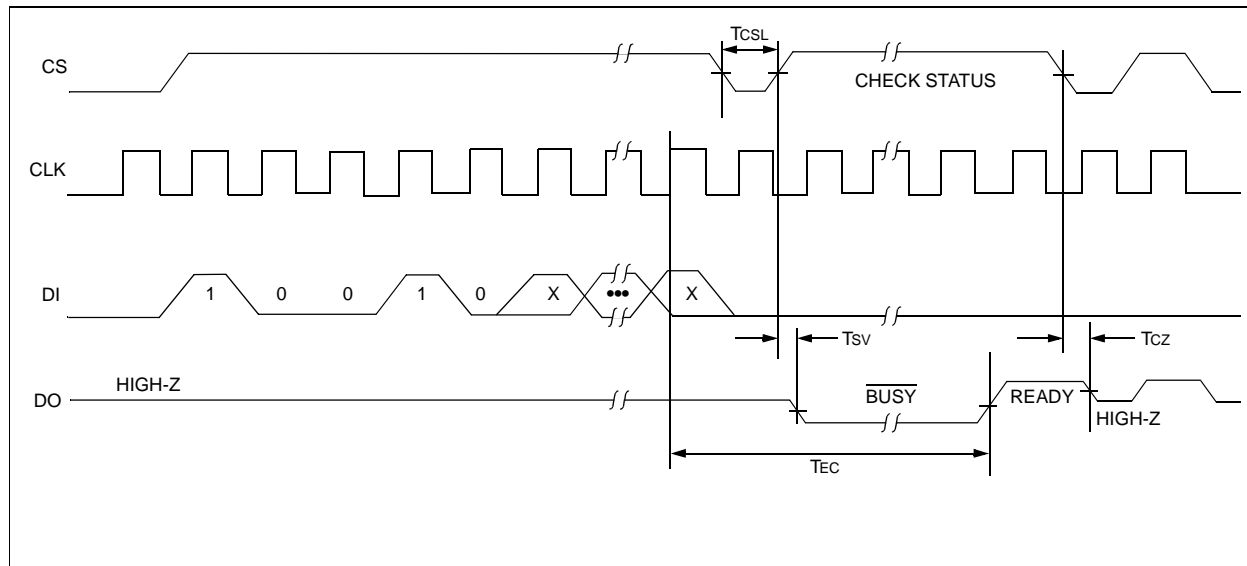 TCSL
CS
CHECK STATUS
CLK
DI
1 0 0 1 0 X ••• X
TSV
TCZ
HIGH-Z
DO
BUSY
READY
HIGH-Z
TEC